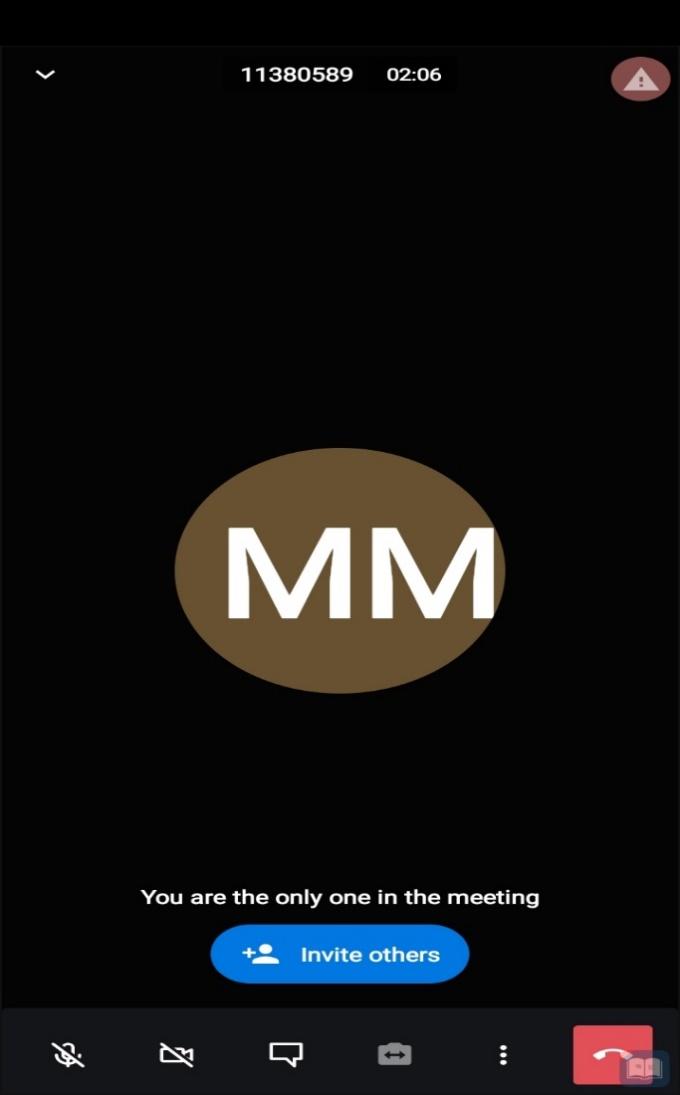 11380589 02:06
MM
You are the only one in the meeting
Invite others